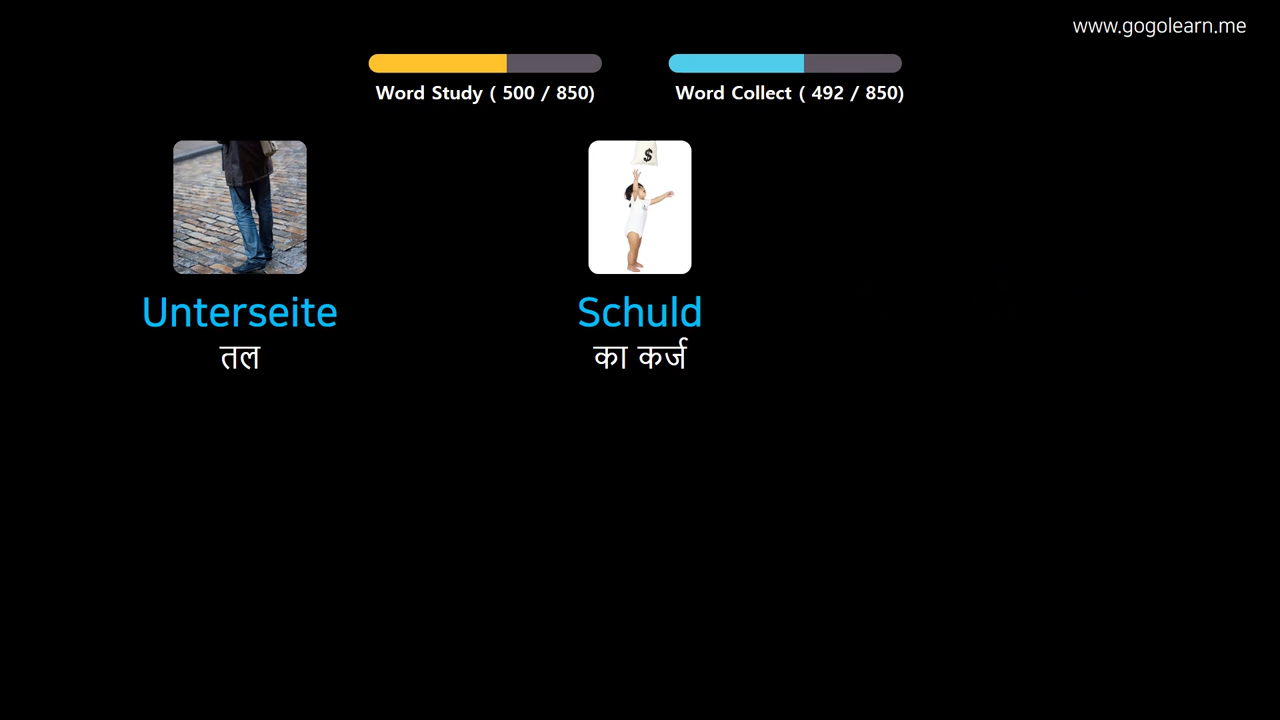 www.gogolearn.me
Word Study ( 500 / 850)
Word Collect ( 492 / 850)
$
Unterseite
Schuld
तल
का कर्ज